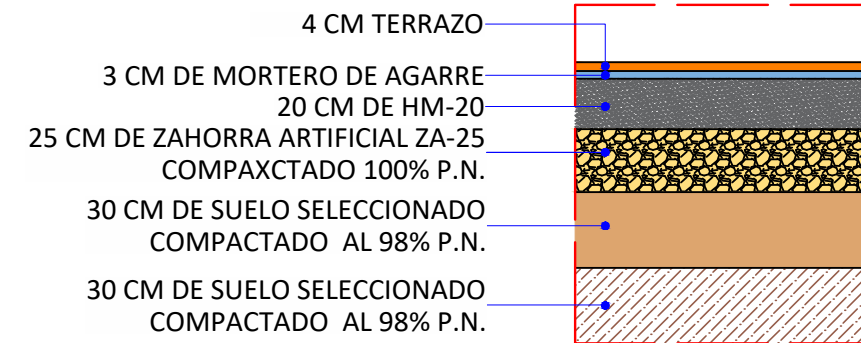 4 CM TERRAZO
3 CM DE MORTERO DE AGARRE
20 CM DE HM-20
25 CM DE ZAHORRA ARTIFICIAL ZA-25
COMPAXCTADO 100% P.N.
30 CM DE SUELO SELECCIONADO
COMPACTADO  AL 98% P.N.
30 CM DE SUELO SELECCIONADO
COMPACTADO  AL 98% P.N.